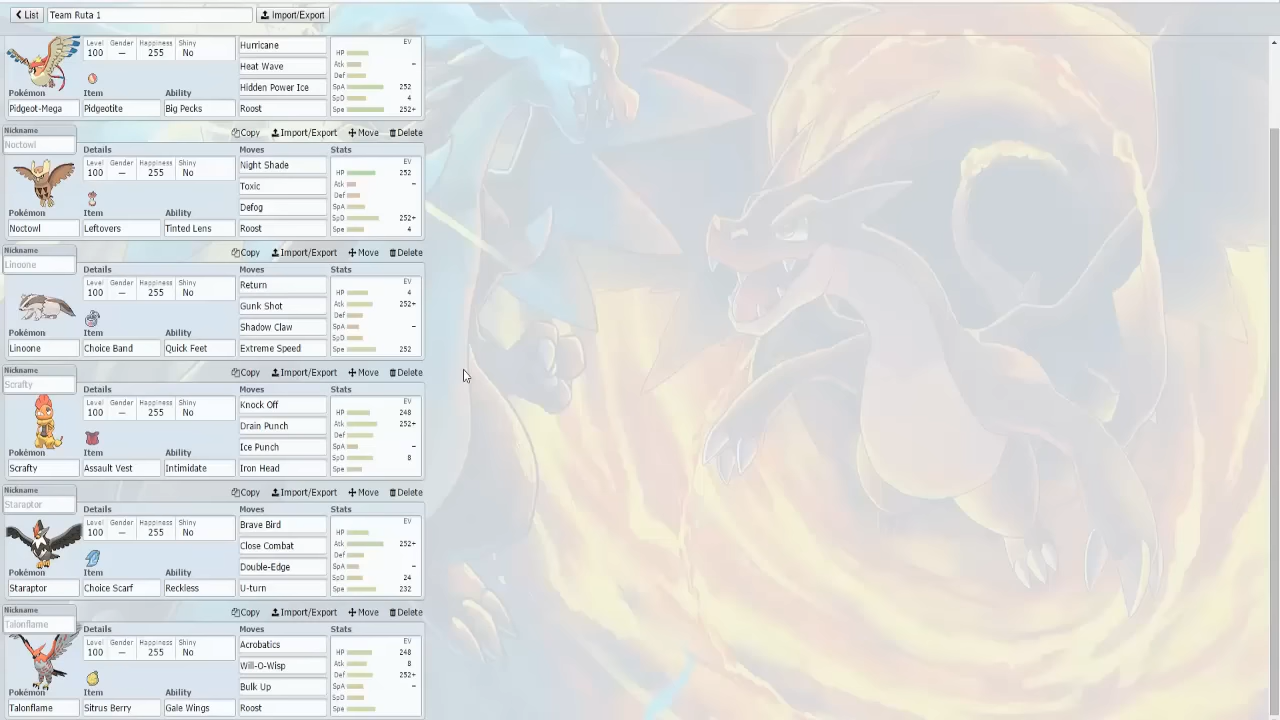 List
Team Ruta 1
Import/Export
Level Gender Happiness Shiny
100 — 255 No
Pokémon Item Ability
Pidgeot-Mega Pidgeotite Big Pecks
Hurricane
Heat Wave
Hidden Power Ice
Roost
EV
HP
Atk –
Def
SpA 252
SpD 4
Spe 252+
Copy Import/Export Move Delete
Nickname
Noctowl
Details
Level Gender Happiness Shiny
100 — 255 No
Pokémon Item Ability
Noctowl Leftovers Tinted Lens
Moves
Night Shade
Toxic
Defog
Roost
Stats
EV
HP 252
Atk –
Def
SpA
SpD 252+
Spe 4
Copy Import/Export Move Delete
Nickname
Linoone
Details
Level Gender Happiness Shiny
100 — 255 No
Pokémon Item Ability
Linoone Choice Band Quick Feet
Moves
Return
Gunk Shot
Shadow Claw
Extreme Speed
Stats
EV
HP 4
Atk 252+
Def
SpA –
SpD
Spe 252
Copy Import/Export Move Delete
Nickname
Scrafty
Details
Level Gender Happiness Shiny
100 — 255 No
Pokémon Item Ability
Scrafty Assault Vest Intimidate
Moves
Knock Off
Drain Punch
Ice Punch
Iron Head
Stats
EV
HP 248
Atk 252+
Def
SpA –
SpD 8
Spe
Copy Import/Export Move Delete
Nickname
Staraptor
Details
Level Gender Happiness Shiny
100 — 255 No
Pokémon Item Ability
Staraptor Choice Scarf Reckless
Moves
Brave Bird
Close Combat
Double-Edge
U-turn
Stats
EV
HP
Atk 252+
Def
SpA –
SpD 24
Spe 232
Copy Import/Export Move Delete
Nickname
Talonflame
Details
Level Gender Happiness Shiny
100 — 255 No
Pokémon Item Ability
Talonflame Sitrus Berry Gale Wings
Moves
Acrobatics
Will-O-Wisp
Bulk Up
Roost
Stats
EV
HP 248
Atk 8
Def 252+
SpA –
SpD
Spe